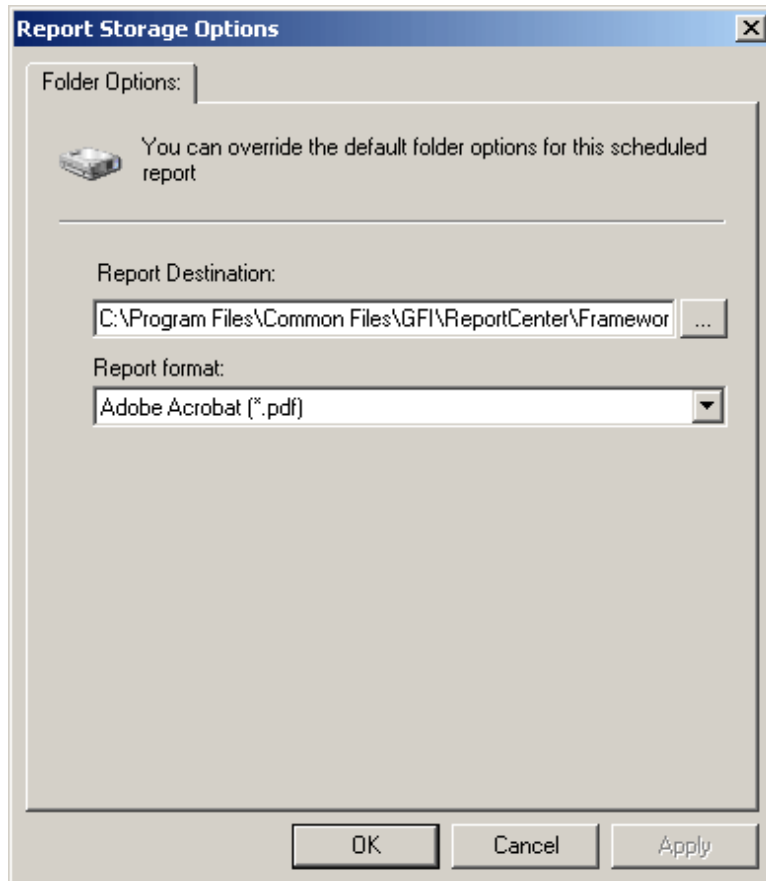 Report Storage Options
Folder Options:
You can override the default folder options for this scheduled
report
Report Destination:
C:\Program Files\Common Files\GFI\ReportCenter\Framewor
...
Report format:
Adobe Acrobat (*.pdf)
OK
Cancel
Apply